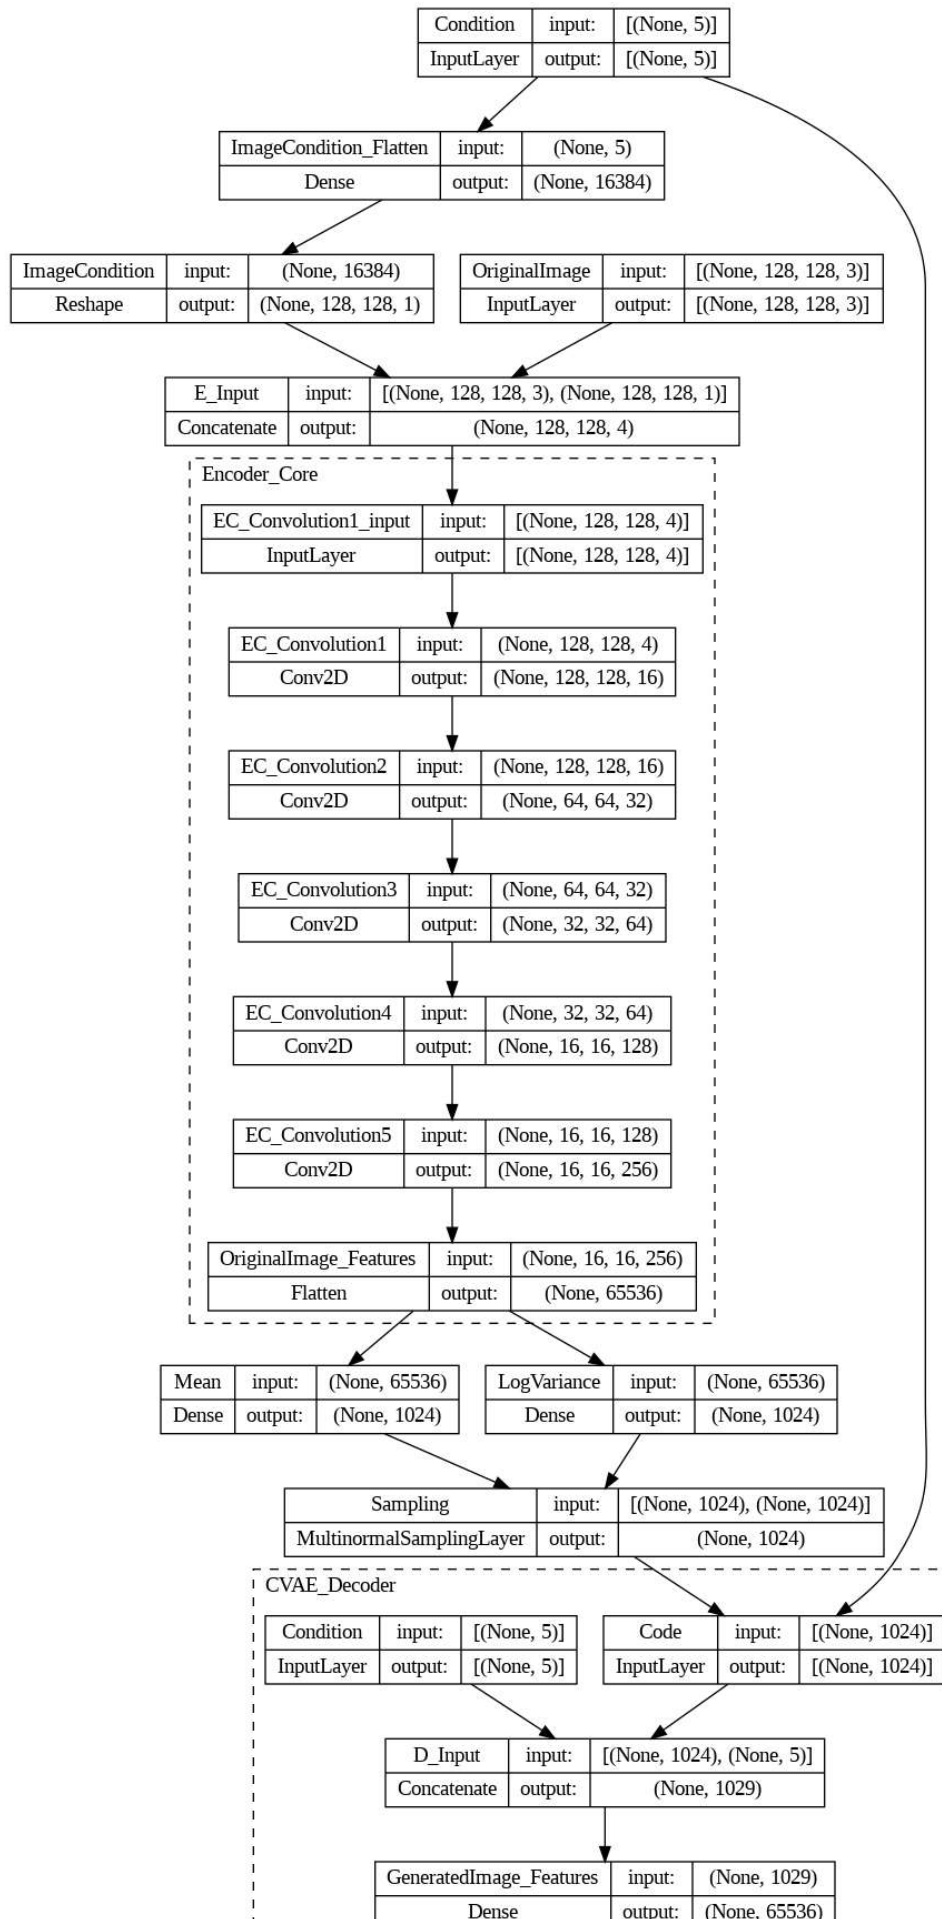 Condition input: [(None, 5)]
InputLayer output: [(None, 5)]
ImageCondition_Flatten input: (None, 5)
Dense output: (None, 16384)
ImageCondition input: (None, 16384)
Reshape output: (None, 128, 128, 1)
OriginalImage input: [(None, 128, 128, 3)]
InputLayer output: [(None, 128, 128, 3)]
E_Input input: [(None, 128, 128, 3), (None, 128, 128, 1)]
Concatenate output: (None, 128, 128, 4)
Encoder_Core
EC_Convolution1_input input: [(None, 128, 128, 4)]
InputLayer output: [(None, 128, 128, 4)]
EC_Convolution1 input: (None, 128, 128, 4)
Conv2D output: (None, 128, 128, 16)
EC_Convolution2 input: (None, 128, 128, 16)
Conv2D output: (None, 64, 64, 32)
EC_Convolution3 input: (None, 64, 64, 32)
Conv2D output: (None, 32, 32, 64)
EC_Convolution4 input: (None, 32, 32, 64)
Conv2D output: (None, 16, 16, 128)
EC_Convolution5 input: (None, 16, 16, 128)
Conv2D output: (None, 16, 16, 256)
OriginalImage_Features input: (None, 16, 16, 256)
Flatten output: (None, 65536)
Mean input: (None, 65536)
Dense output: (None, 1024)
LogVariance input: (None, 65536)
Dense output: (None, 1024)
Sampling input: [(None, 1024), (None, 1024)]
MultinormalSamplingLayer output: (None, 1024)
CVAE_Decoder
Condition input: [(None, 5)]
InputLayer output: [(None, 5)]
Code input: [(None, 1024)]
InputLayer output: [(None, 1024)]
D_Input input: [(None, 1024), (None, 5)]
Concatenate output: (None, 1029)
GeneratedImage_Features input: (None, 1029)
Dense output: (None, 65536)